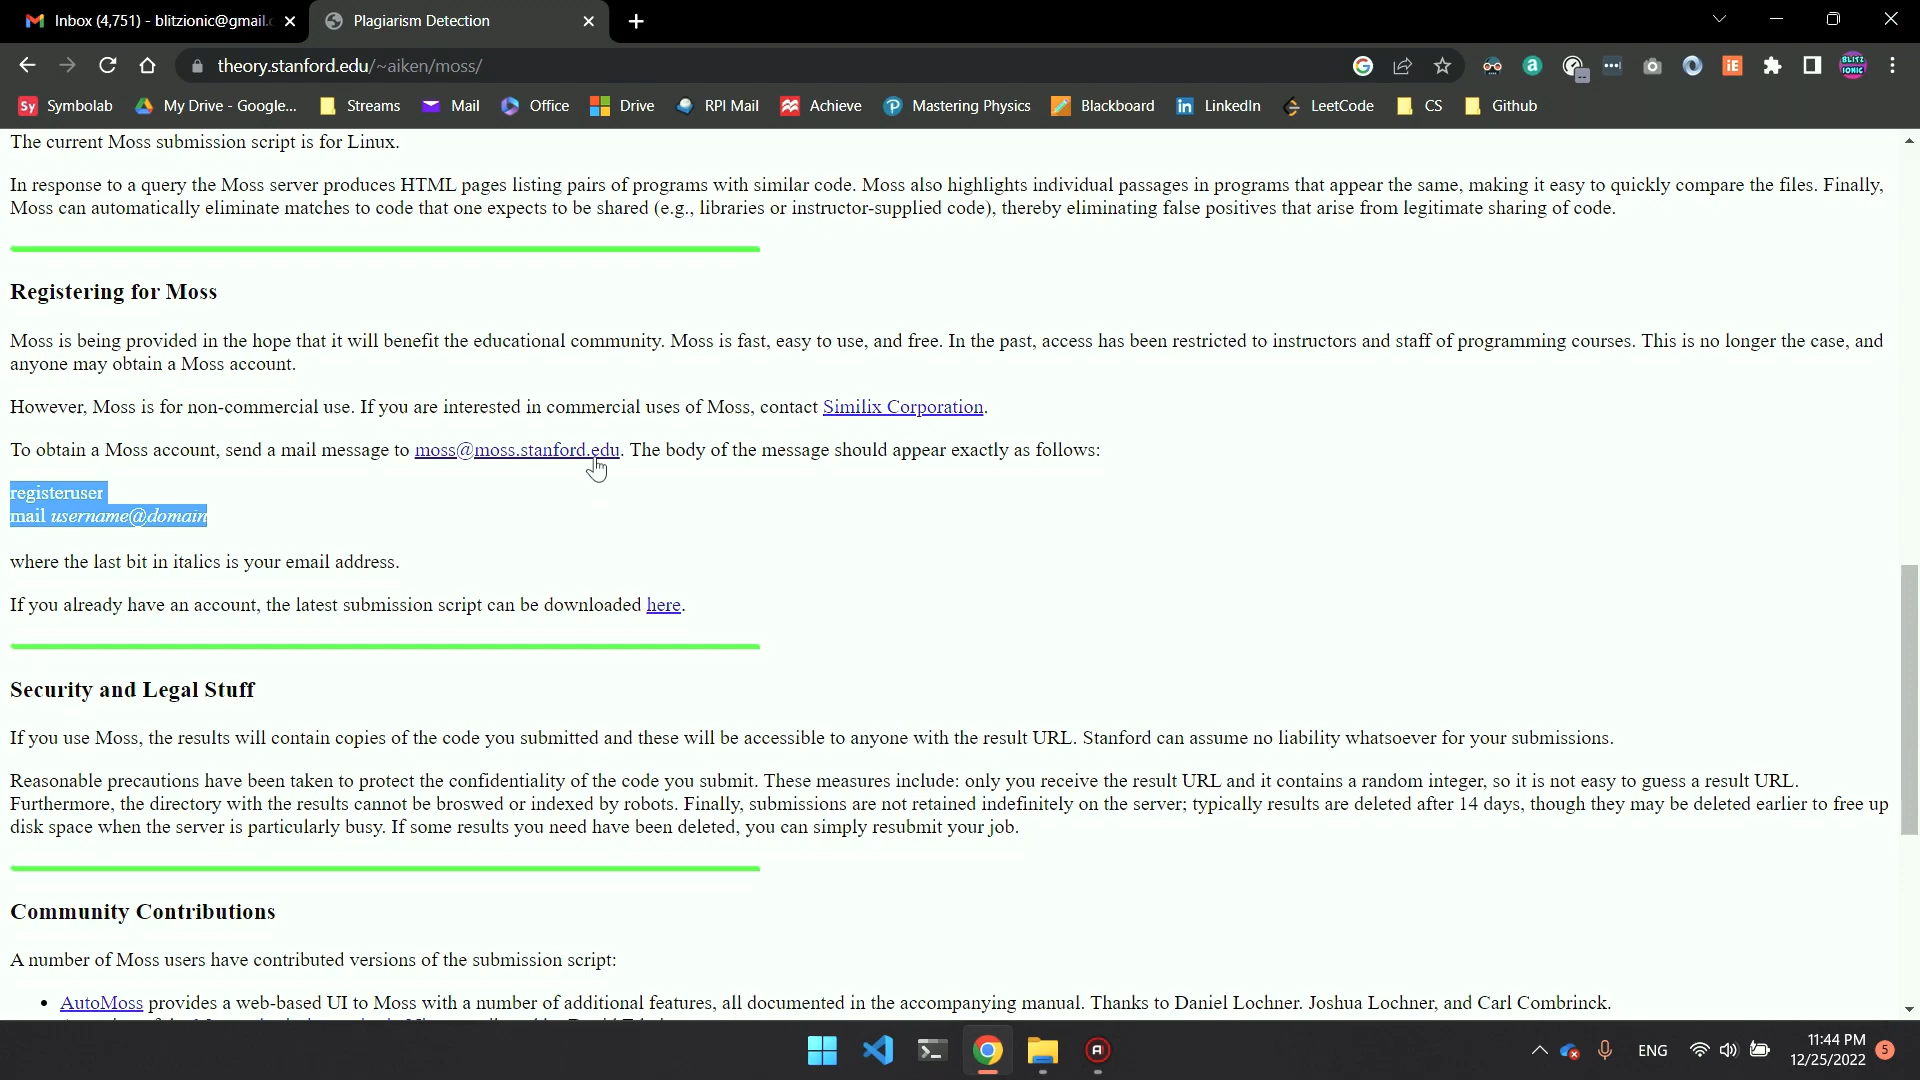 Inbox (4,751) - blitzionic@gmail.c
Plagiarism Detection
theory.stanford.edu/~aiken/moss/
BLITZ
IONIC
Sy Symbolab
My Drive - Google...
Streams
Mail
Office
Drive
RPI Mail
Achieve
Mastering Physics
Blackboard
LinkedIn
LeetCode
CS
Github
The current Moss submission script is for Linux.
In response to a query the Moss server produces HTML pages listing pairs of programs with similar code. Moss also highlights individual passages in programs that appear the same, making it easy to quickly compare the files. Finally,
Moss can automatically eliminate matches to code that one expects to be shared (e.g., libraries or instructor-supplied code), thereby eliminating false positives that arise from legitimate sharing of code.
Registering for Moss
Moss is being provided in the hope that it will benefit the educational community. Moss is fast, easy to use, and free. In the past, access has been restricted to instructors and staff of programming courses. This is no longer the case, and
anyone may obtain a Moss account.
However, Moss is for non-commercial use. If you are interested in commercial uses of Moss, contact Similix Corporation.
To obtain a Moss account, send a mail message to moss@moss.stanford.edu. The body of the message should appear exactly as follows:
registeruser
mail username@domain
where the last bit in italics is your email address.
If you already have an account, the latest submission script can be downloaded here.
Security and Legal Stuff
If you use Moss, the results will contain copies of the code you submitted and these will be accessible to anyone with the result URL. Stanford can assume no liability whatsoever for your submissions.
Reasonable precautions have been taken to protect the confidentiality of the code you submit. These measures include: only you receive the result URL and it contains a random integer, so it is not easy to guess a result URL.
Furthermore, the directory with the results cannot be broswed or indexed by robots. Finally, submissions are not retained indefinitely on the server; typically results are deleted after 14 days, though they may be deleted earlier to free up
disk space when the server is particularly busy. If some results you need have been deleted, you can simply resubmit your job.
Community Contributions
A number of Moss users have contributed versions of the submission script:
• AutoMoss provides a web-based UI to Moss with a number of additional features, all documented in the accompanying manual. Thanks to Daniel Lochner. Joshua Lochner, and Carl Combrinck.
ENG
11:44 PM
12/25/2022
5